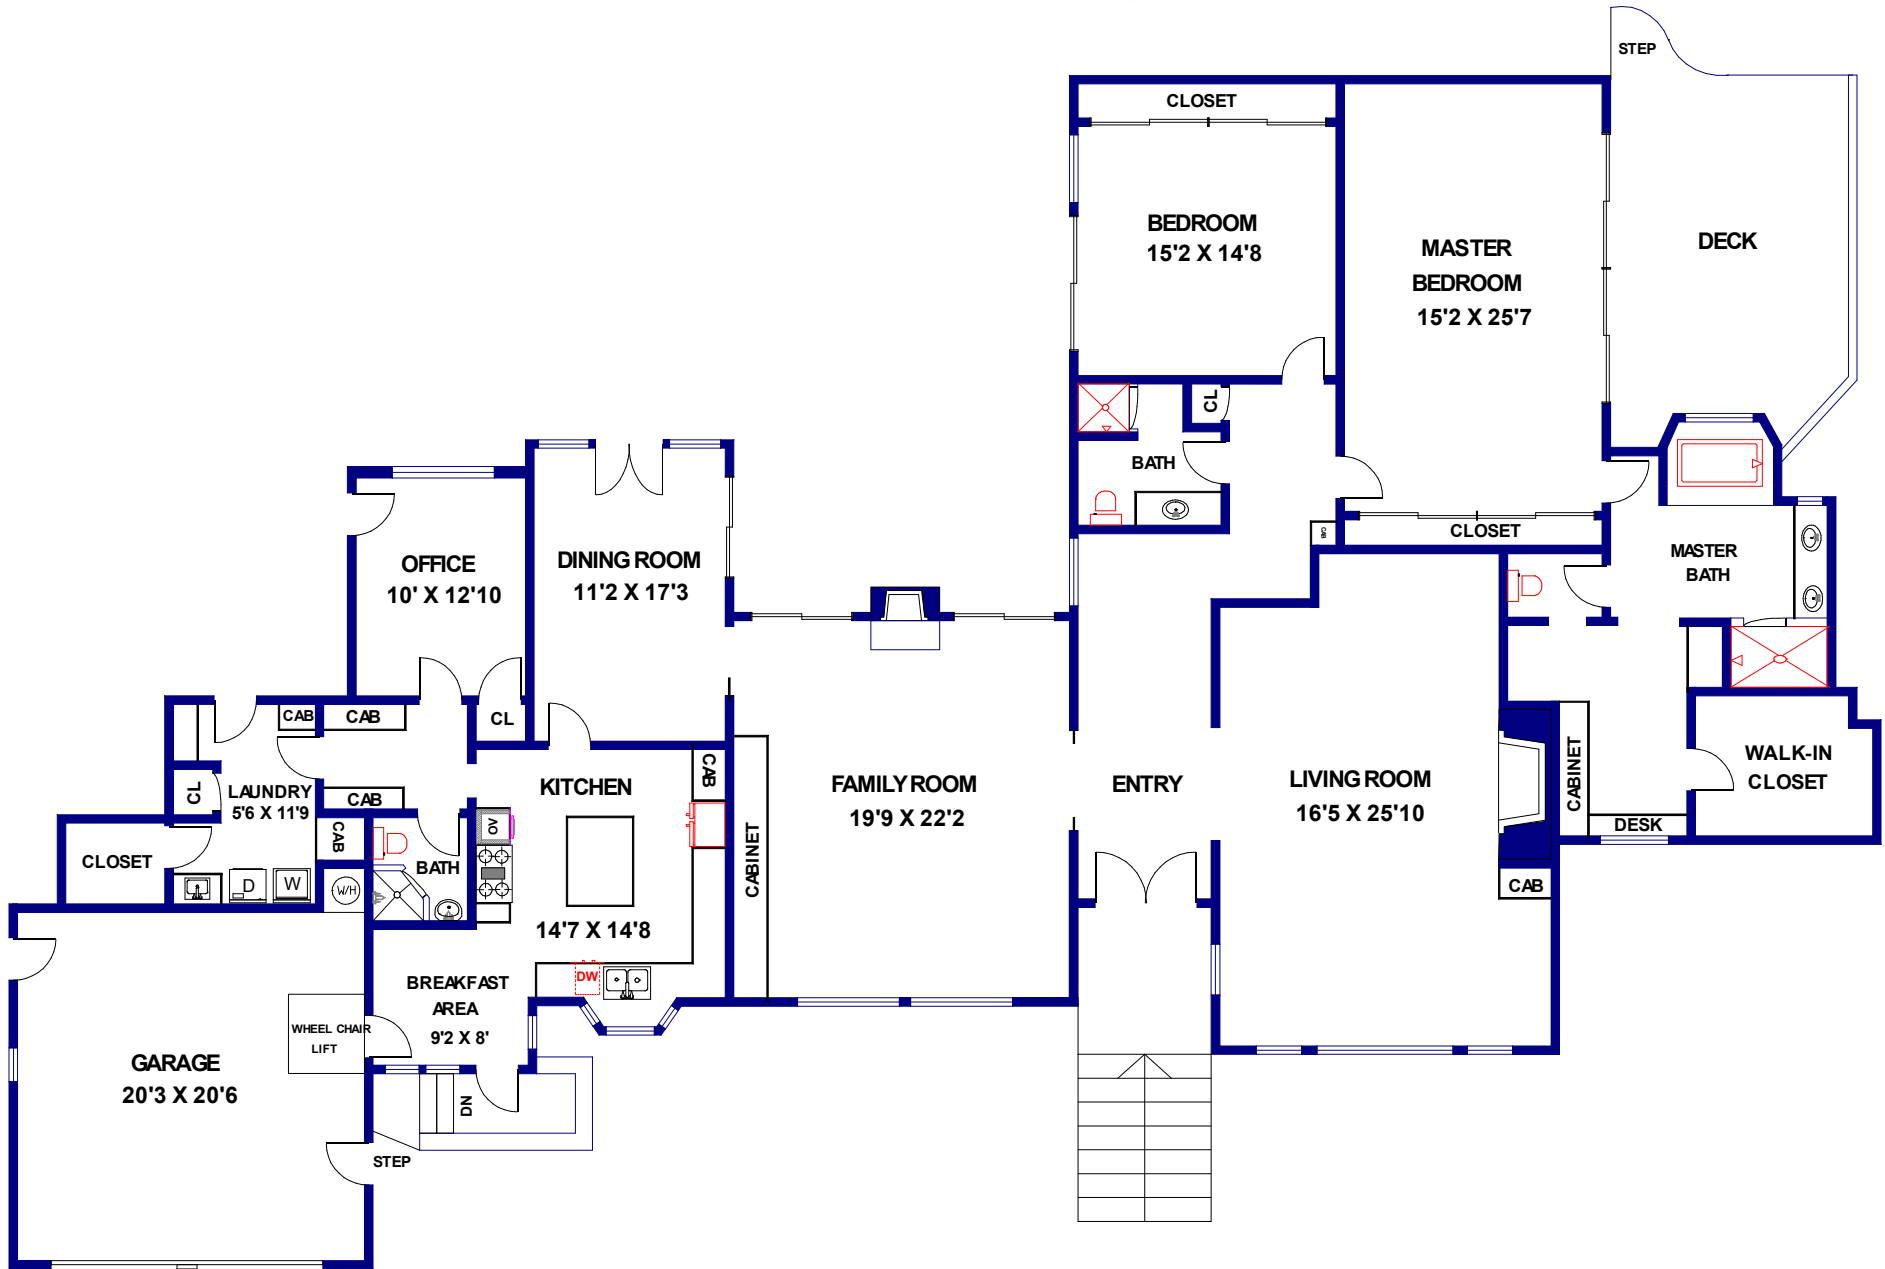 STEP
CLOSET
BEDROOM
15'2 X 14'8
MASTER
BEDROOM
15'2 X 25'7
DECK
CL
BATH
CLOSET
CAB
MASTER
BATH
OFFICE
10' X 12'10
DINING ROOM
11'2 X 17'3
CAB
CAB
CL
CL
LAUNDRY
5'6 X 11'9
CAB
CAB
CLOSET
D
W
W/H
BATH
KITCHEN
OV
CAB
14'7 X 14'8
DW
FAMILY ROOM
19'9 X 22'2
CABINET
ENTRY
LIVING ROOM
16'5 X 25'10
CABINET
DESK
WALK-IN
CLOSET
CAB
BREAKFAST
AREA
9'2 X 8'
WHEEL CHAIR
LIFT
GARAGE
20'3 X 20'6
DN
STEP